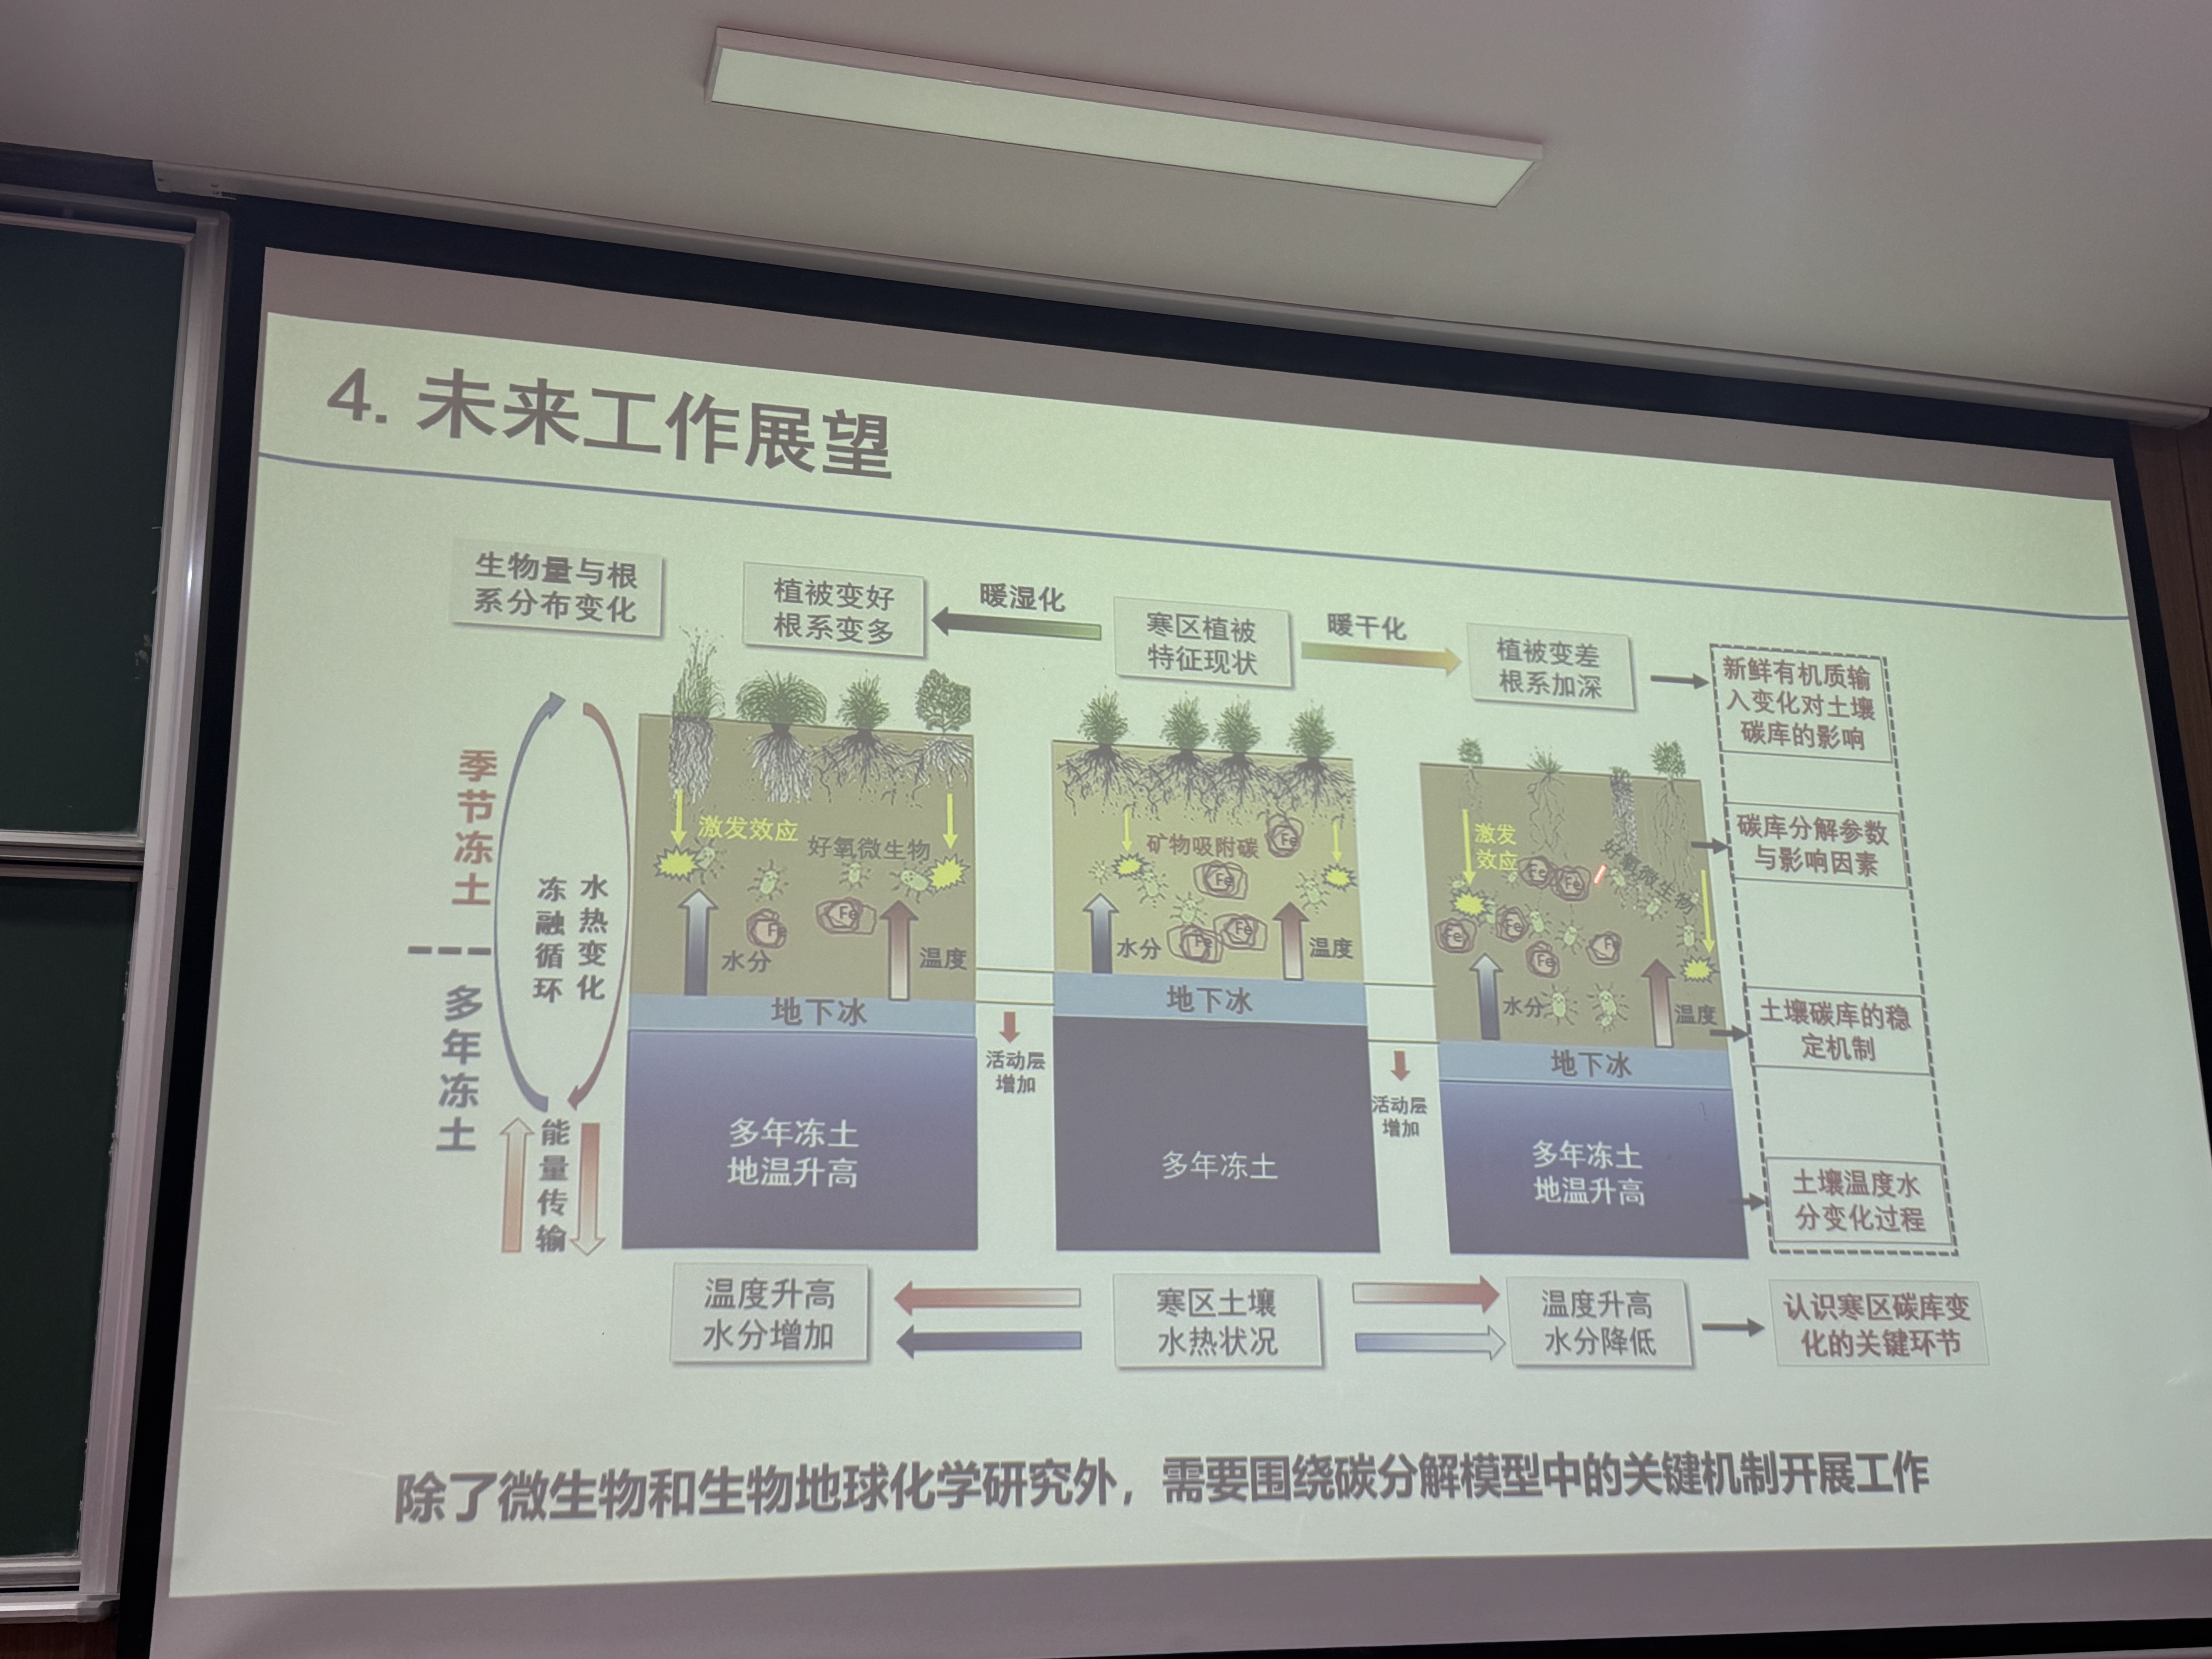 4. 未来工作展望
生物量与根
系分布变化
植被变好
根系变多
暖湿化
寒区植被
特征现状
暖干化
植被变差
根系加深
新鲜有机质输
入变化对土壤
碳库的影响
碳库分解参数
与影响因素
土壤碳库的稳
定机制
土壤温度水
分变化过程
季节冻土
多年冻土
冻融循环
水热变化
能量传输
激发效应
好氧微生物
Fe
Fe
水分
温度
地下冰
多年冻土
地温升高
活动层
增加
矿物吸附碳
Fe
Fe
Fe
Fe
水分
温度
地下冰
多年冻土
活动层
增加
激发
效应
好氧微生物
Fe
Fe
Fe
Fe
Fe
Fe
水分
温度
地下冰
多年冻土
地温升高
温度升高
水分增加
寒区土壤
水热状况
温度升高
水分降低
认识寒区碳库变
化的关键环节
除了微生物和生物地球化学研究外，需要围绕碳分解模型中的关键机制开展工作